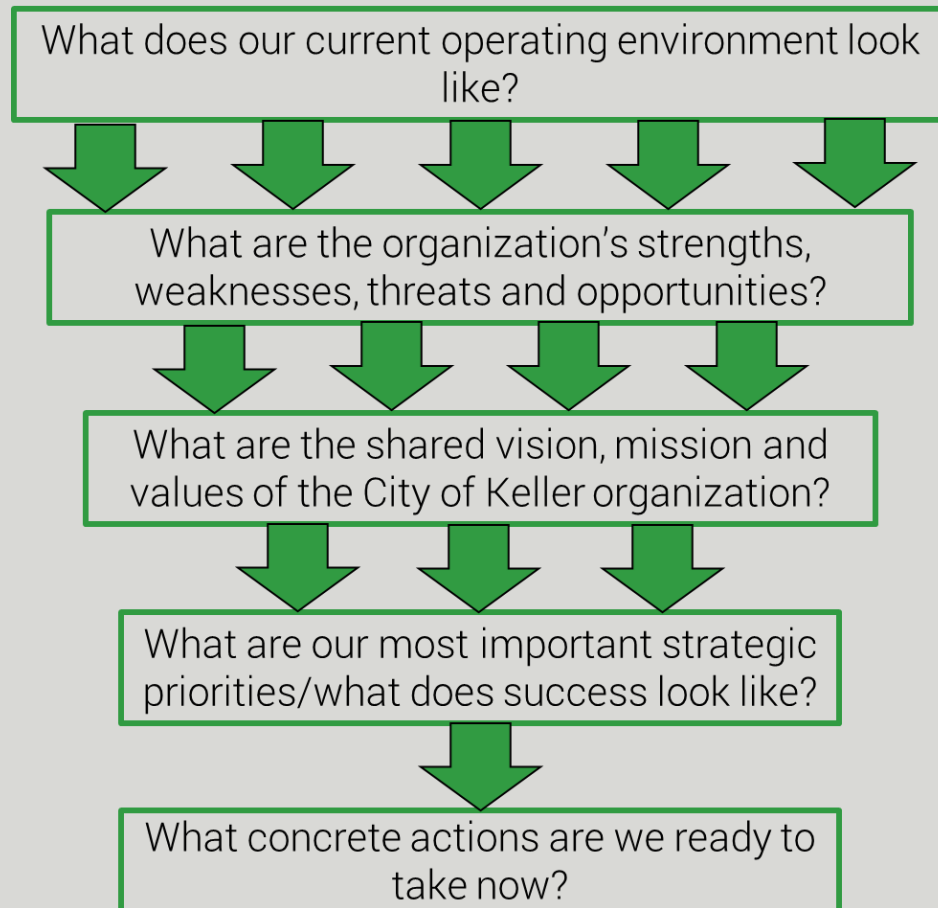 What does our current operating environment look
like?
What are the organization’s strengths,
weaknesses, threats and opportunities?
What are the shared vision, mission and
values of the City of Keller organization?
What are our most important strategic
priorities/what does success look like?
What concrete actions are we ready to
take now?